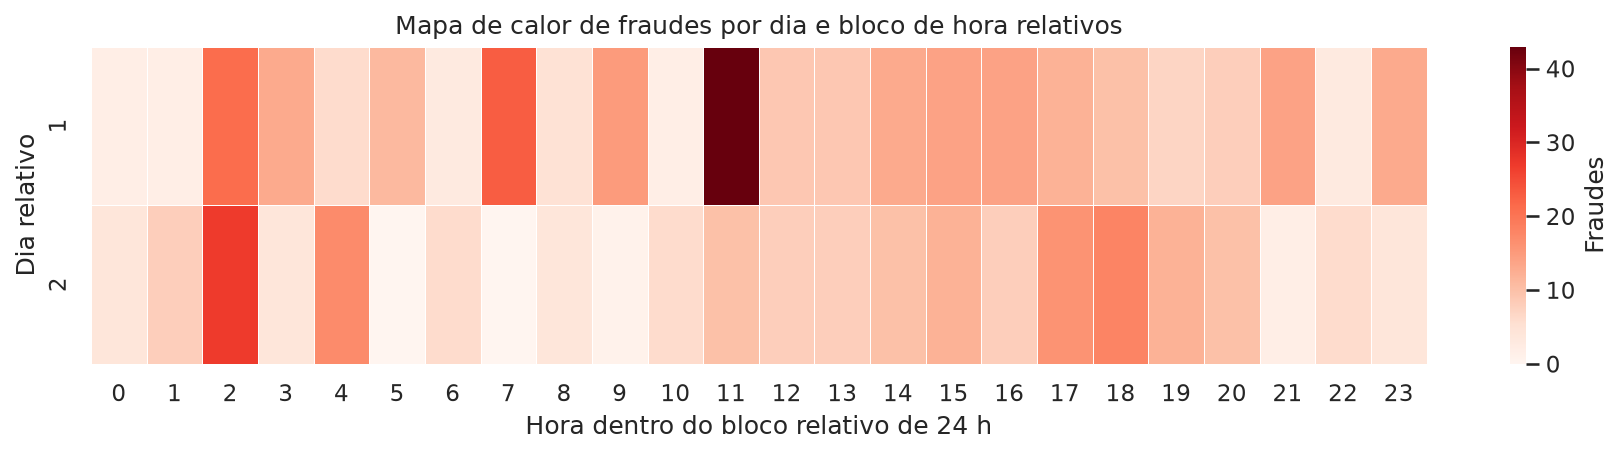 Mapa de calor de fraudes por dia e bloco de hora relativos
Dia relativo
1
2
0 1 2 3 4 5 6 7 8 9 10 11 12 13 14 15 16 17 18 19 20 21 22 23
Hora dentro do bloco relativo de 24 h
40
30
20
10
0
Fraudes